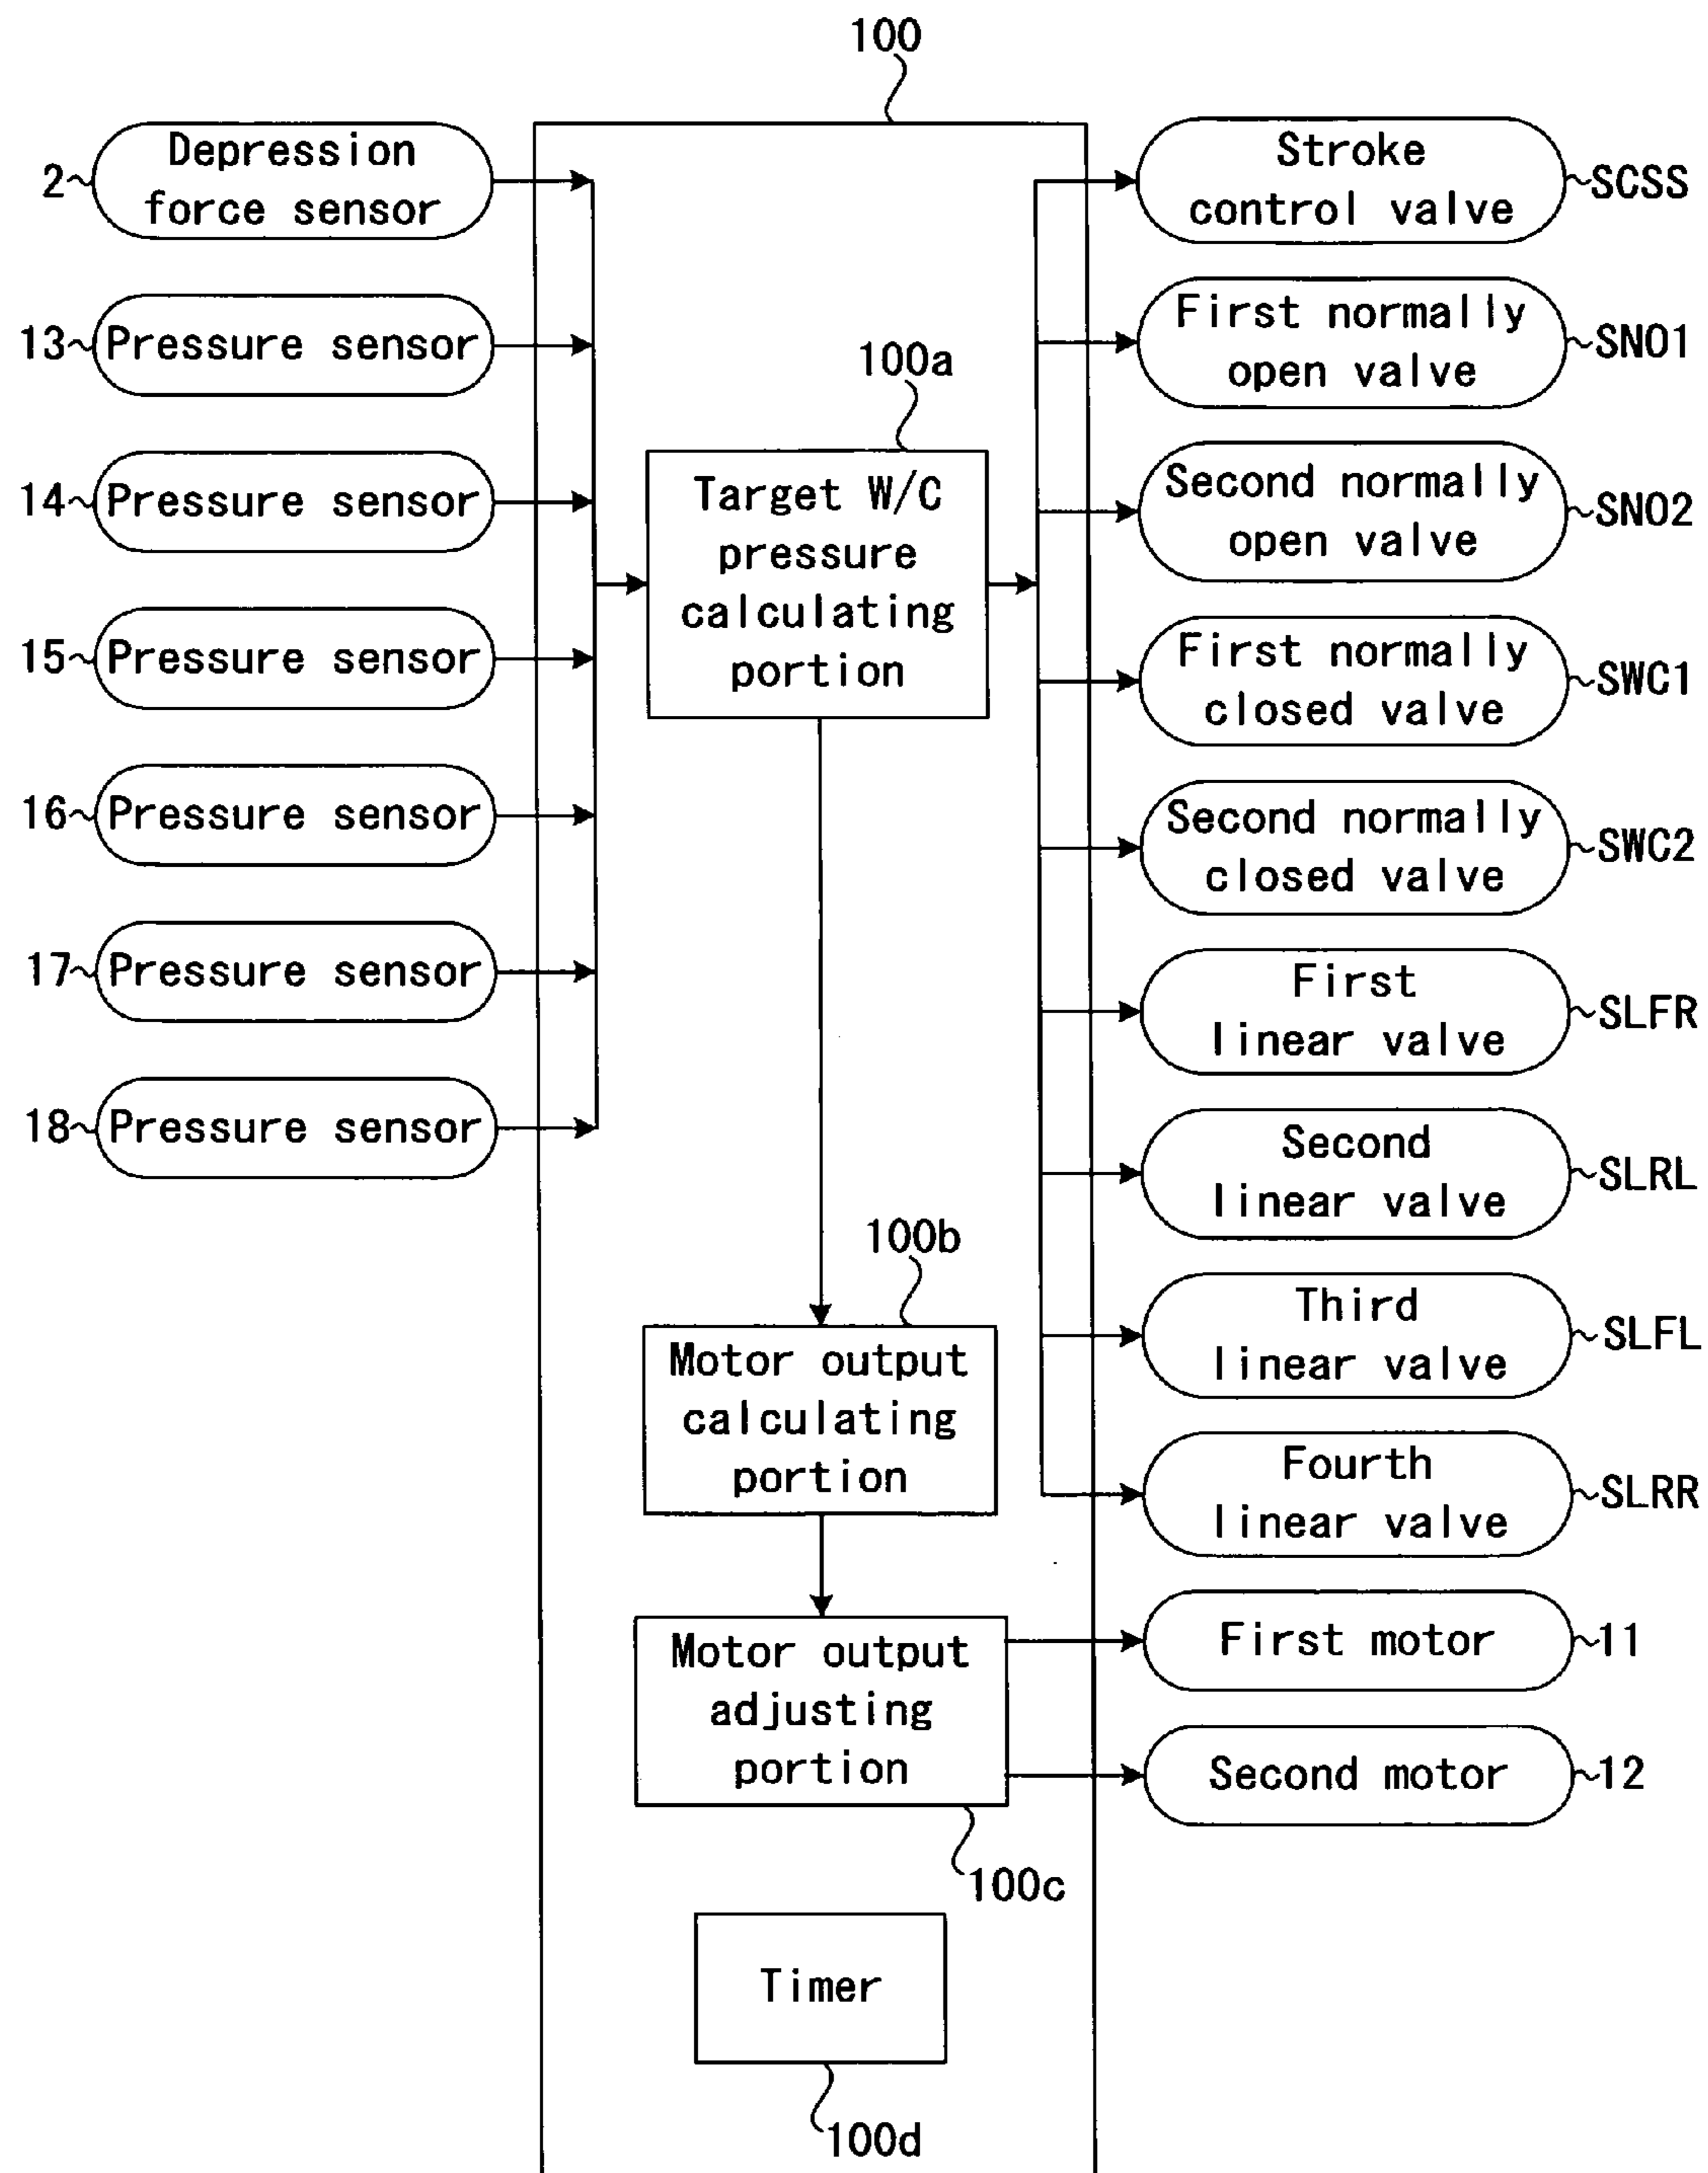 100
Depression
force sensor
2
Pressure sensor
13
Pressure sensor
14
Pressure sensor
15
Pressure sensor
16
Pressure sensor
17
Pressure sensor
18
100a
Target W/C
pressure
calculating
portion
100b
Motor output
calculating
portion
Motor output
adjusting
portion
100c
Timer
100d
Stroke
control valve
SCSS
First normally
open valve
SNO1
Second normally
open valve
SNO2
First normally
closed valve
SWC1
Second normally
closed valve
SWC2
First
linear valve
SLFR
Second
linear valve
SLRL
Third
linear valve
SLFL
Fourth
linear valve
SLRR
First motor
11
Second motor
12